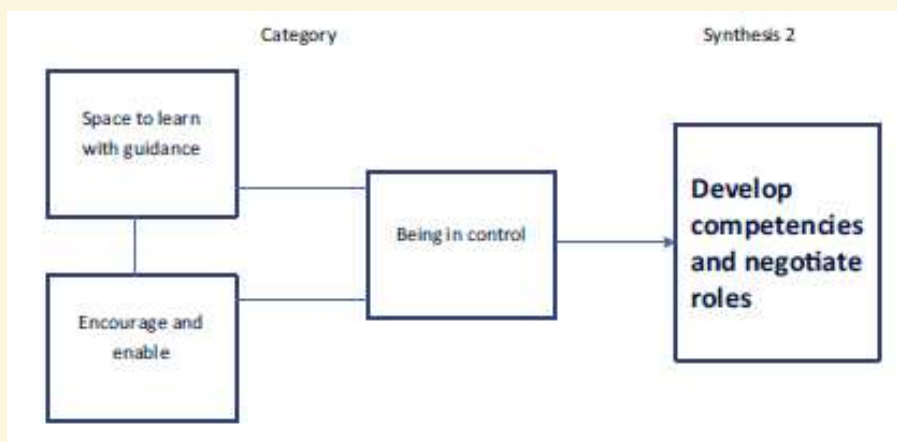 Category
Synthesis 2
Space to learn
with guidance
Encourage and
enable
Being in control
Develop
competencies
and negotiate
roles